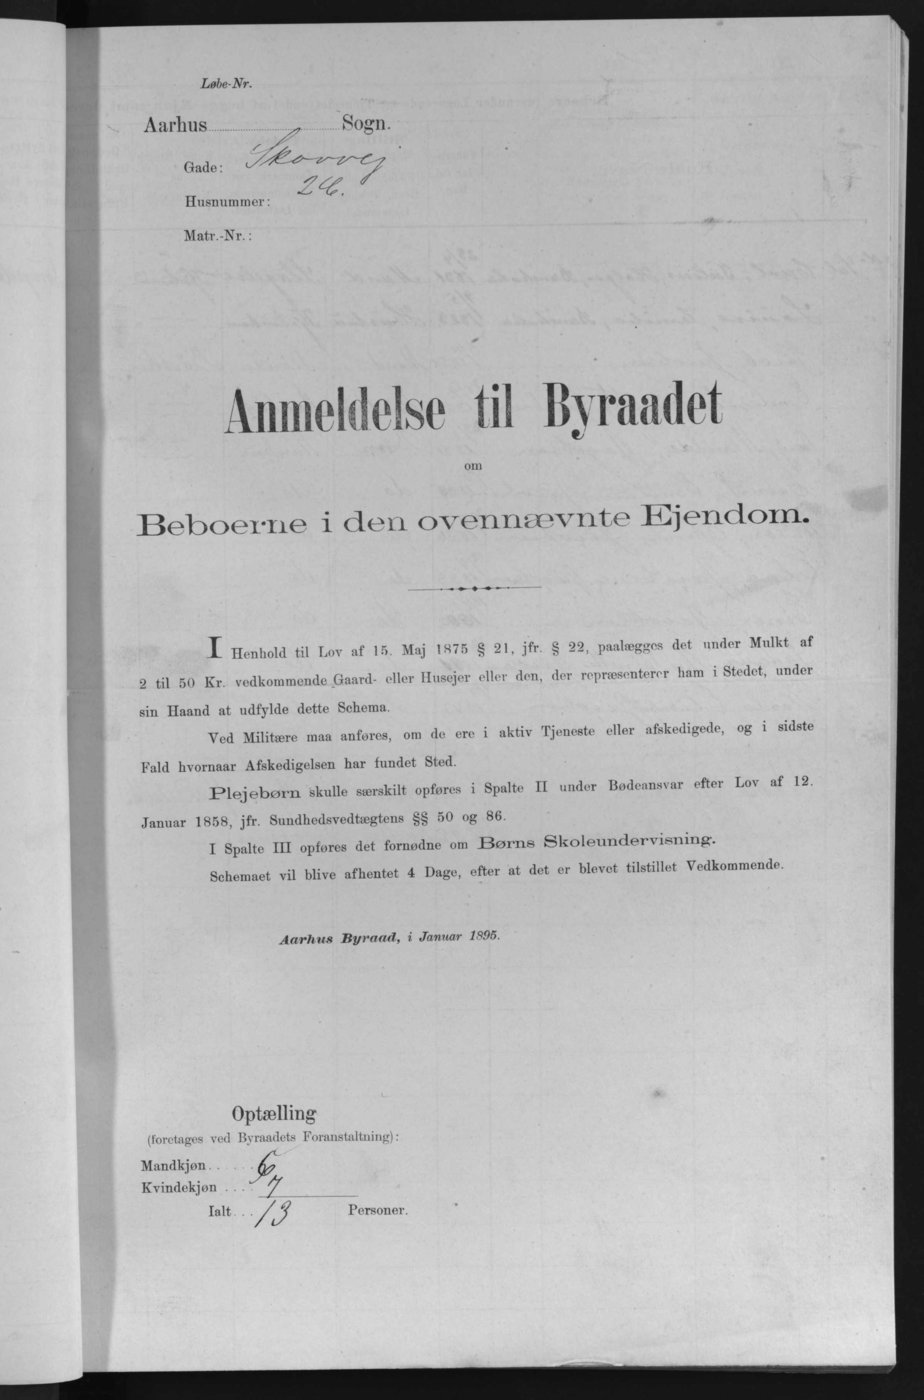 Løbe-Nr.
Aarhus Sogn.
Gade: Skovvej
Husnummer: 26.
Matr.-Nr.:
Anmeldelse til Byraadet
om
Beboerne i den ovennævnte Ejendom.
I Henhold til Lov af 15. Maj 1875 § 21, jfr. § 22, paalægges det under Mulkt af
2 til 50 Kr. vedkommende Gaard- eller Husejer eller den, der repræsenterer ham i Stedet, under
sin Haand at udfylde dette Schema.
Ved Militære maa anføres, om de ere i aktiv Tjeneste eller afskedigede, og i sidste
Fald hvornaar Afskedigelsen har fundet Sted.
Plejebørn skulle særskilt opføres i Spalte II under Bødeansvar efter Lov af 12.
Januar 1858, jfr. Sundhedsvedtægtens §§ 50 og 86.
I Spalte III opføres det fornødne om Børns Skoleundervisning.
Schemaet vil blive afhentet 4 Dage, efter at det er blevet tilstillet Vedkommende.
Aarhus Byraad, i Januar 1895.
Optælling
(foretages ved Byraadets Foranstaltning):
Mandkjøn...... 6
Kvindekjøn .... 7
Ialt... 13 Personer.